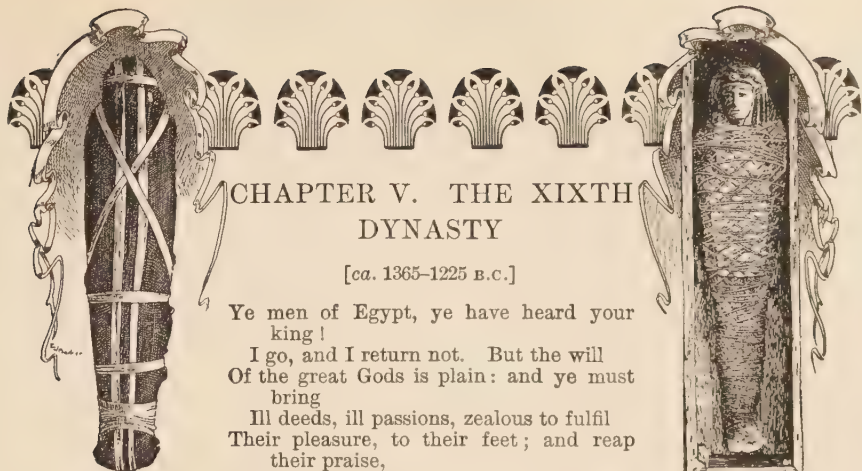 CHAPTER V. THE XIXTH
DYNASTY
[ca. 1365–1225 B.C.]
Ye men of Egypt, ye have heard your
king!
I go, and I return not. But the will
Of the great Gods is plain: and ye must
bring
Ill deeds, ill passions, zealous to fulfil
Their pleasure, to their feet; and reap
their praise,